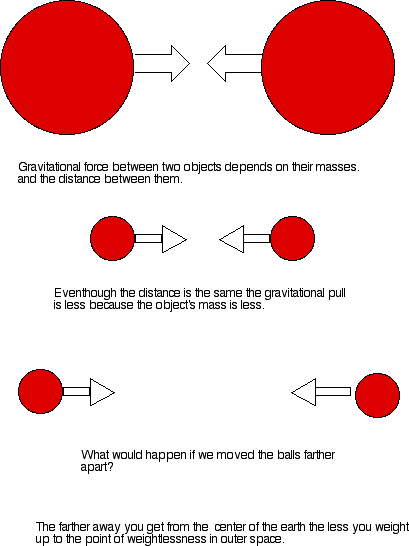 Gravitational force between two objects depends on their masses.
and the distance between them.
Eventhough the distance is the same the gravitational pull
is less because the object's mass is less.
What would happen if we moved the balls farther
apart?
The farther away you get from the center of the earth the less you weight
up to the point of weightlessness in outer space.